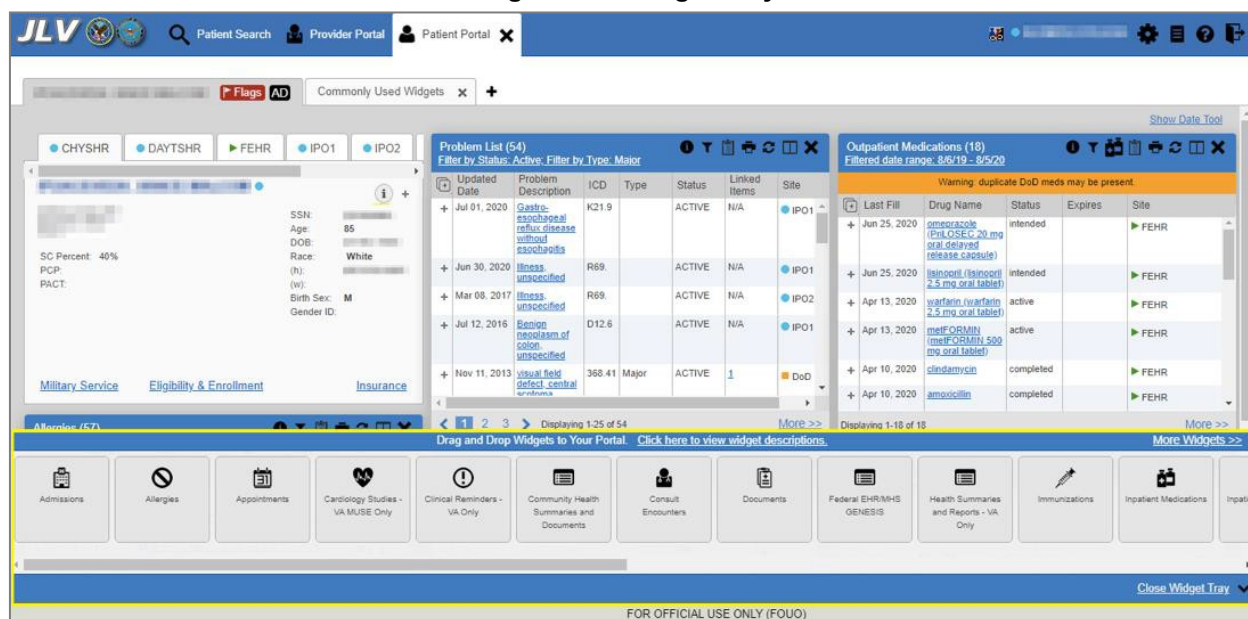 JLV
Patient Search
Provider Portal
Patient Portal
Flags AD
Commonly Used Widgets
Show Date Tool
CHYSHR DAYTSHR FEHR IPO1 IPO2
SSN:
Age: 85
DOB:
SC Percent: 40% Race: White
PCP: (h):
PACT: (w):
Birth Sex: M
Gender ID:
Military Service Eligibility & Enrollment Insurance
Allergies (57)
Problem List (54)
Filter by Status: Active; Filter by Type: Major
Updated Date Problem Description ICD Type Status Linked Items Site
Jul 01, 2020 Gastro-esophageal reflux disease without esophagitis K21.9 ACTIVE N/A IPO1
Jun 30, 2020 Illness, unspecified R69. ACTIVE N/A IPO1
Mar 08, 2017 Illness, unspecified R69. ACTIVE N/A IPO2
Jul 12, 2016 Benign neoplasm of colon, unspecified D12.6 ACTIVE N/A IPO1
Nov 11, 2013 visual field defect, central scotoma 368.41 Major ACTIVE 1 DoD
1 2 3 Displaying 1-25 of 54 More >>
Outpatient Medications (18)
Filtered date range: 8/6/19 - 8/5/20
Warning: duplicate DoD meds may be present
Last Fill Drug Name Status Expires Site
Jun 25, 2020 omeprazole (PriLOSEC 20 mg oral delayed release capsule) intended FEHR
Jun 25, 2020 lisinopril (lisinopril 2.5 mg oral tablet) intended FEHR
Apr 13, 2020 warfarin (warfarin 2.5 mg oral tablet) active FEHR
Apr 13, 2020 metFORMIN (metFORMIN 500 mg oral tablet) active FEHR
Apr 10, 2020 clindamycin completed FEHR
Apr 10, 2020 amoxicillin completed FEHR
Displaying 1-18 of 18 More >>
Drag and Drop Widgets to Your Portal. Click here to view widget descriptions.
More Widgets >>
Admissions
Allergies
Appointments
Cardiology Studies - VA MUSE Only
Clinical Reminders - VA Only
Community Health Summaries and Documents
Consult Encounters
Documents
Federal EHR/MHS GENESIS
Health Summaries and Reports - VA Only
Immunizations
Inpatient Medications
Close Widget Tray
FOR OFFICIAL USE ONLY (FOUO)